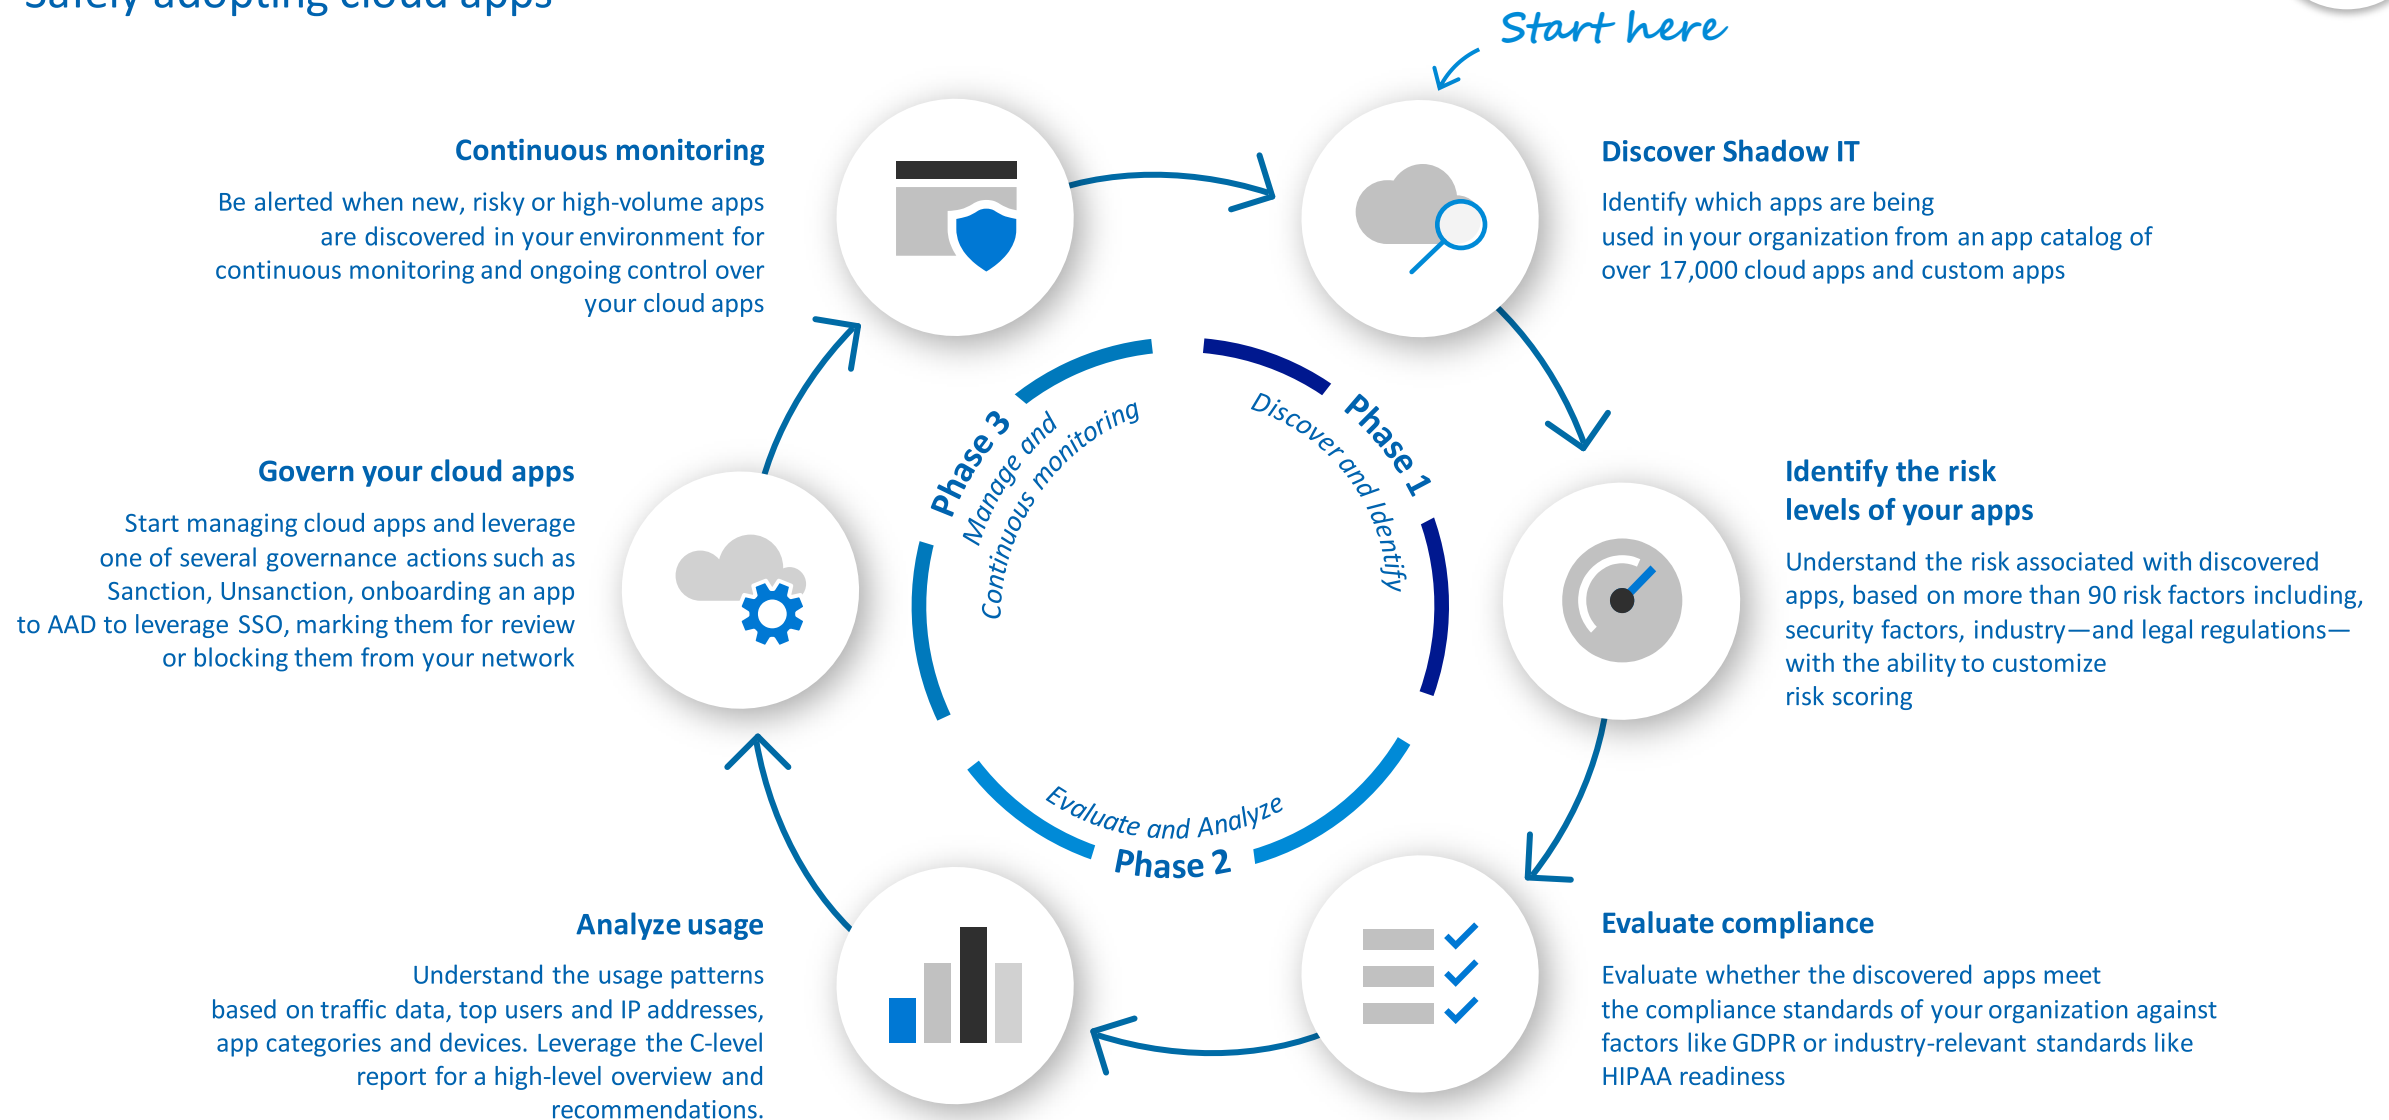 Safely adopting cloud apps
Start here
Discover Shadow IT
Identify which apps are being
used in your organization from an app catalog of
over 17,000 cloud apps and custom apps
Identify the risk
levels of your apps
Understand the risk associated with discovered
apps, based on more than 90 risk factors including,
security factors, industry—and legal regulations—
with the ability to customize
risk scoring
Evaluate compliance
Evaluate whether the discovered apps meet
the compliance standards of your organization against
factors like GDPR or industry-relevant standards like
HIPAA readiness
Analyze usage
Understand the usage patterns
based on traffic data, top users and IP addresses,
app categories and devices. Leverage the C-level
report for a high-level overview and
recommendations.
Govern your cloud apps
Start managing cloud apps and leverage
one of several governance actions such as
Sanction, Unsanction, onboarding an app
to AAD to leverage SSO, marking them for review
or blocking them from your network
Continuous monitoring
Be alerted when new, risky or high-volume apps
are discovered in your environment for
continuous monitoring and ongoing control over
your cloud apps
Phase 1
Discover and Identify
Evaluate and Analyze
Phase 2
Phase 3
Manage and
Continuous monitoring